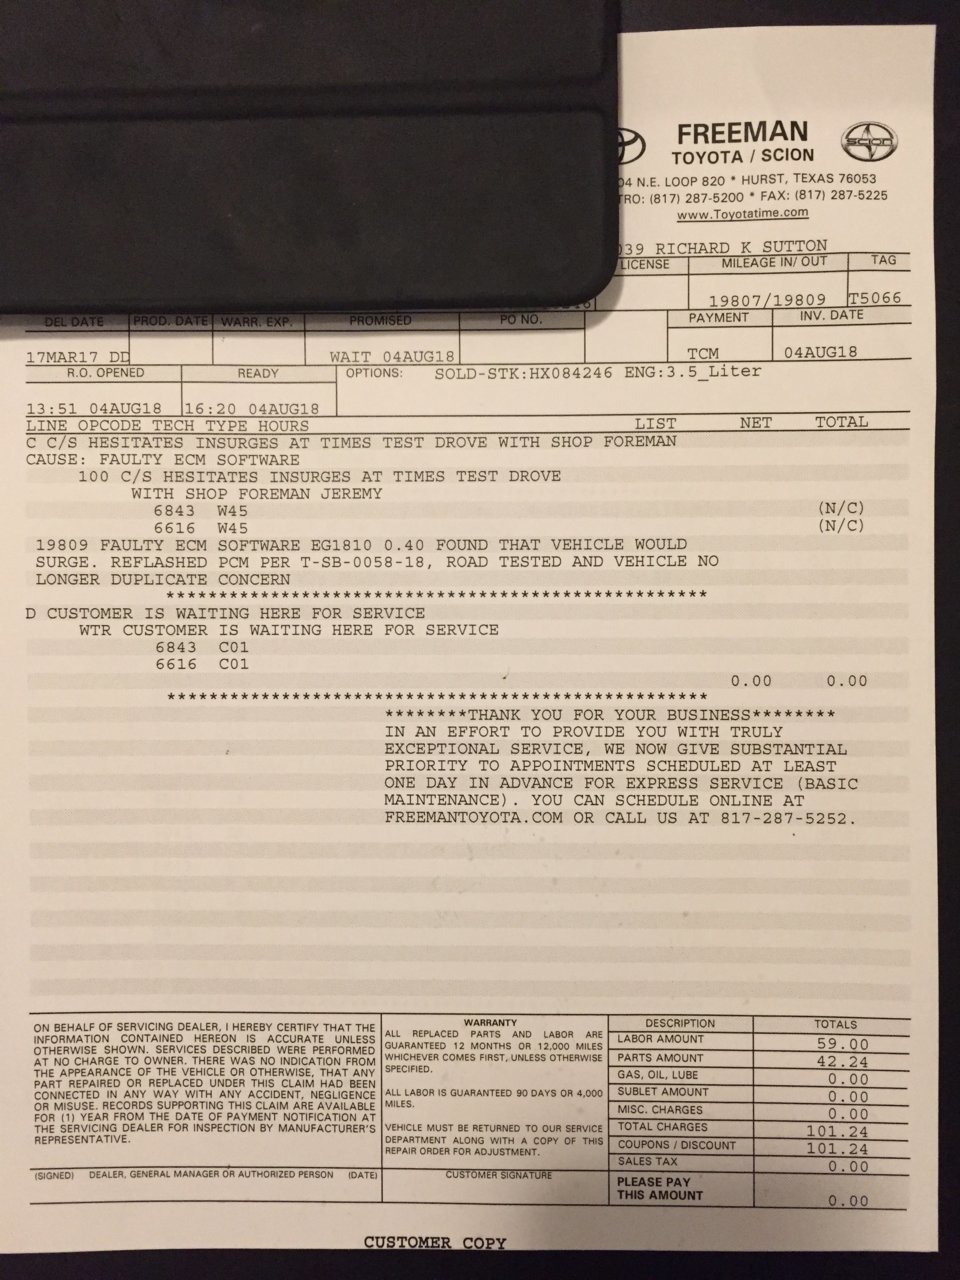 FREEMAN
TOYOTA / SCION
SCION
04 N.E. LOOP 820 * HURST, TEXAS 76053
TRO: (817) 287-5200 * FAX: (817) 287-5225
www.Toyotatime.com
039 RICHARD K SUTTON
LICENSE MILEAGE IN/ OUT TAG
19807/19809 T5066
DEL DATE PROD. DATE WARR. EXP. PROMISED PO NO. PAYMENT INV. DATE
17MAR17 DD WAIT 04AUG18 TCM 04AUG18
R.O. OPENED READY OPTIONS: SOLD-STK:HX084246 ENG:3.5_Liter
13:51 04AUG18 16:20 04AUG18
LINE OPCODE TECH TYPE HOURS LIST NET TOTAL
C C/S HESITATES INSURGES AT TIMES TEST DROVE WITH SHOP FOREMAN
CAUSE: FAULTY ECM SOFTWARE
100 C/S HESITATES INSURGES AT TIMES TEST DROVE
WITH SHOP FOREMAN JEREMY
6843 W45 (N/C)
6616 W45 (N/C)
19809 FAULTY ECM SOFTWARE EG1810 0.40 FOUND THAT VEHICLE WOULD
SURGE. REFLASHED PCM PER T-SB-0058-18, ROAD TESTED AND VEHICLE NO
LONGER DUPLICATE CONCERN
****************************************************
D CUSTOMER IS WAITING HERE FOR SERVICE
WTR CUSTOMER IS WAITING HERE FOR SERVICE
6843 C01
6616 C01
0.00 0.00
****************************************************
********THANK YOU FOR YOUR BUSINESS********
IN AN EFFORT TO PROVIDE YOU WITH TRULY
EXCEPTIONAL SERVICE, WE NOW GIVE SUBSTANTIAL
PRIORITY TO APPOINTMENTS SCHEDULED AT LEAST
ONE DAY IN ADVANCE FOR EXPRESS SERVICE (BASIC
MAINTENANCE). YOU CAN SCHEDULE ONLINE AT
FREEMANTOYOTA.COM OR CALL US AT 817-287-5252.
ON BEHALF OF SERVICING DEALER, I HEREBY CERTIFY THAT THE
INFORMATION CONTAINED HEREON IS ACCURATE UNLESS
OTHERWISE SHOWN. SERVICES DESCRIBED WERE PERFORMED
AT NO CHARGE TO OWNER. THERE WAS NO INDICATION FROM
THE APPEARANCE OF THE VEHICLE OR OTHERWISE, THAT ANY
PART REPAIRED OR REPLACED UNDER THIS CLAIM HAD BEEN
CONNECTED IN ANY WAY WITH ANY ACCIDENT, NEGLIGENCE
OR MISUSE. RECORDS SUPPORTING THIS CLAIM ARE AVAILABLE
FOR (1) YEAR FROM THE DATE OF PAYMENT NOTIFICATION AT
THE SERVICING DEALER FOR INSPECTION BY MANUFACTURER'S
REPRESENTATIVE.
(SIGNED) DEALER, GENERAL MANAGER OR AUTHORIZED PERSON (DATE)
WARRANTY
ALL REPLACED PARTS AND LABOR ARE
GUARANTEED 12 MONTHS OR 12,000 MILES
WHICHEVER COMES FIRST, UNLESS OTHERWISE
SPECIFIED.
ALL LABOR IS GUARANTEED 90 DAYS OR 4,000
MILES.
VEHICLE MUST BE RETURNED TO OUR SERVICE
DEPARTMENT ALONG WITH A COPY OF THIS
REPAIR ORDER FOR ADJUSTMENT.
CUSTOMER SIGNATURE
DESCRIPTION TOTALS
LABOR AMOUNT 59.00
PARTS AMOUNT 42.24
GAS, OIL, LUBE 0.00
SUBLET AMOUNT 0.00
MISC. CHARGES 0.00
TOTAL CHARGES 101.24
COUPONS / DISCOUNT 101.24
SALES TAX 0.00
PLEASE PAY
THIS AMOUNT 0.00
CUSTOMER COPY